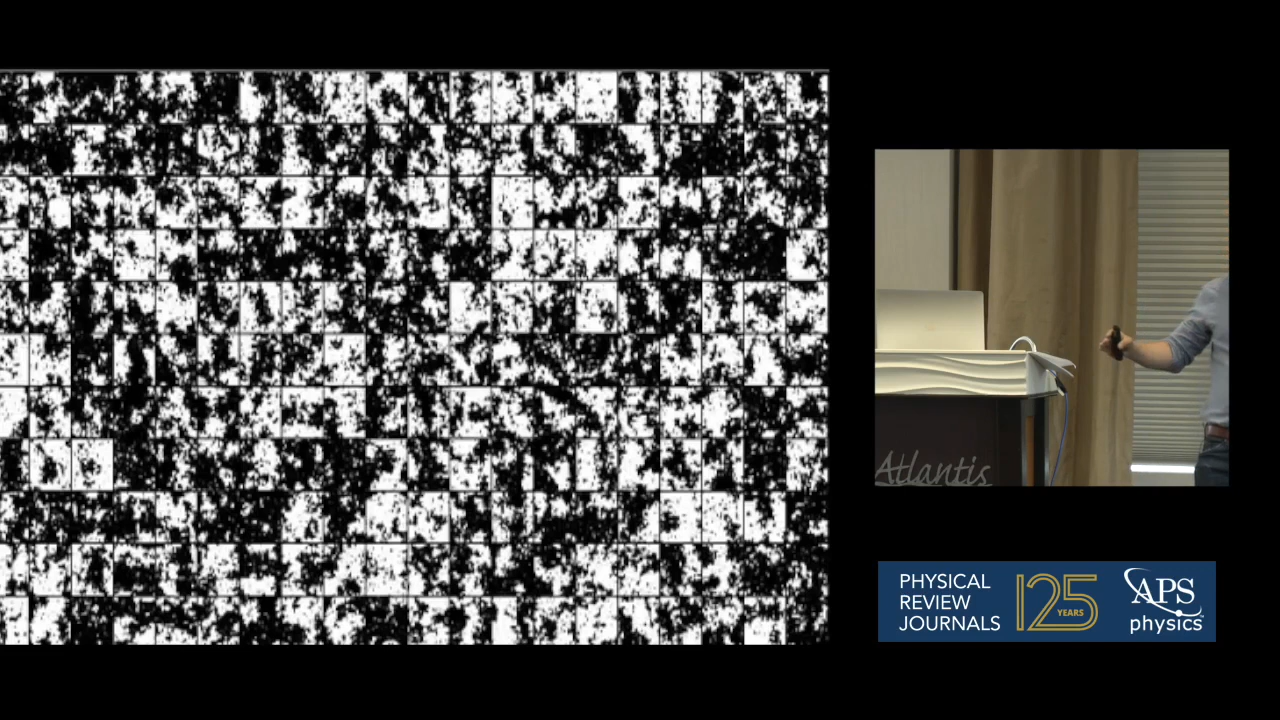 Atlantis
PHYSICAL
REVIEW
JOURNALS
125
YEARS
APS
physics